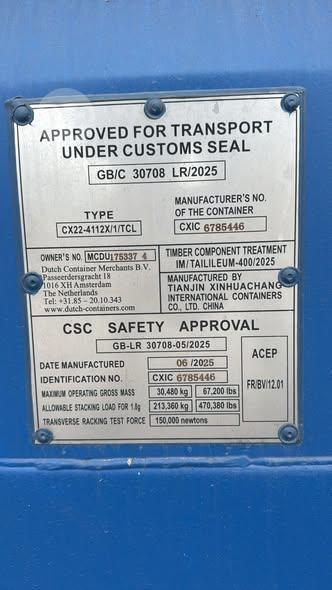 APPROVED FOR TRANSPORT
UNDER CUSTOMS SEAL
GB/C 30708 LR/2025
TYPE
CX22-4112X/1/TCL
MANUFACTURER'S NO.
OF THE CONTAINER
CXIC 6785446
OWNER'S NO. MCDU175337 4
Dutch Container Merchants B.V.
Passeerdersgracht 18
1016 XH Amsterdam
The Netherlands
Tel: +31.85 – 20.10.343
www.dutch-containers.com
TIMBER COMPONENT TREATMENT
IM/TAILILEUM-400/2025
MANUFACTURED BY
TIANJIN XINHUACHANG
INTERNATIONAL CONTAINERS
CO., LTD. CHINA
CSC SAFETY APPROVAL
GB-LR 30708-05/2025
DATE MANUFACTURED 06 /2025
IDENTIFICATION NO. CXIC 6785446
MAXIMUM OPERATING GROSS MASS 30,480 kg 67,200 lbs
ALLOWABLE STACKING LOAD FOR 1.8g 213,360 kg 470,380 lbs
TRANSVERSE RACKING TEST FORCE 150,000 newtons
ACEP
FR/BV/12.01